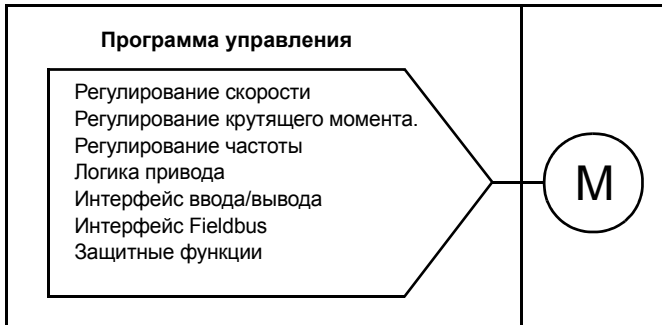 Программа управления
Регулирование скорости
Регулирование крутящего момента.
Регулирование частоты
Логика привода
Интерфейс ввода/вывода
Интерфейс Fieldbus
Защитные функции
M